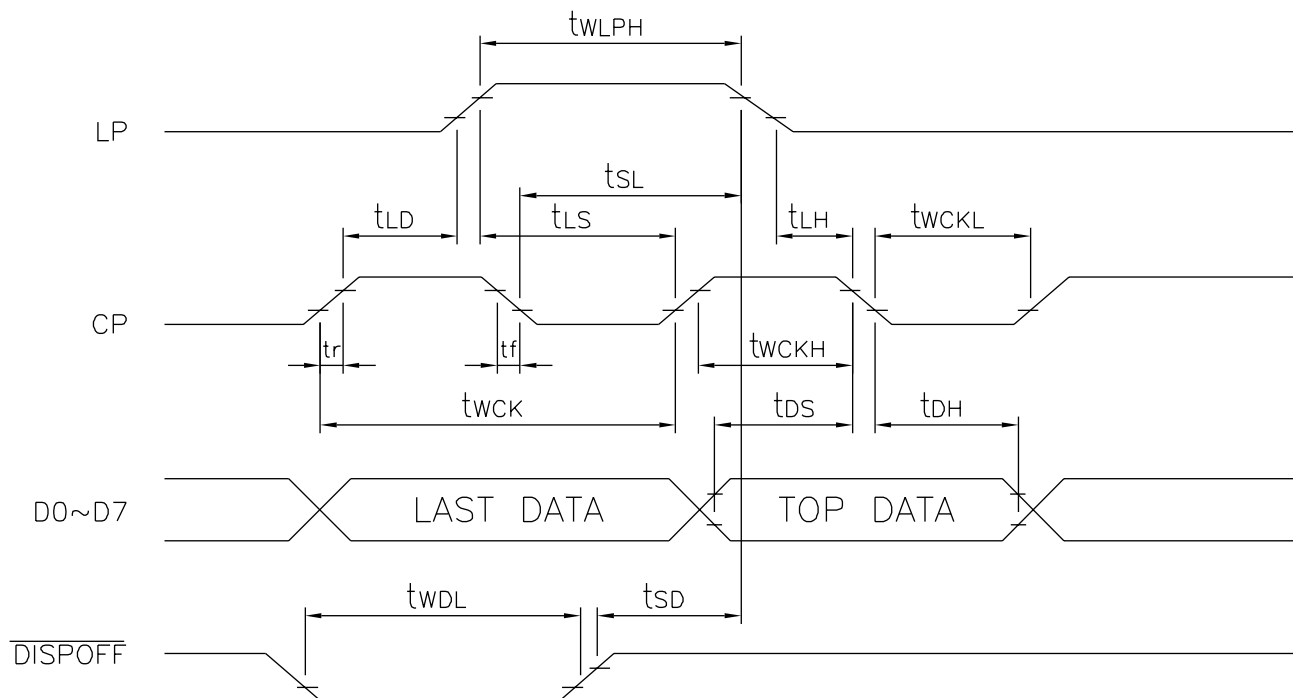 tWLPH
LP
tSL
tLD
tLS
tLH
tWCKL
CP
tr
tf
tWCKH
tWCK
tDS
tDH
D0~D7
LAST DATA
TOP DATA
tWDL
tSD
DISPOFF